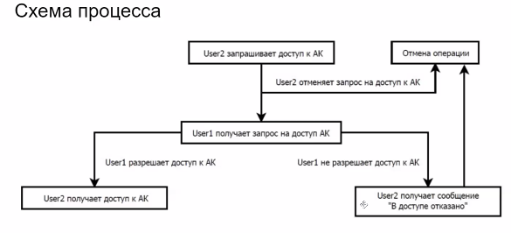 Схема процесса
User2 запрашивает доступ к АК
Отмена операции
User2 отменяет запрос на доступ к АК
User1 получает запрос на доступ АК
User1 разрешает доступ к АК
User1 не разрешает доступ к АК
User2 получает доступ к АК
User2 получает сообщение
"В доступе отказано"